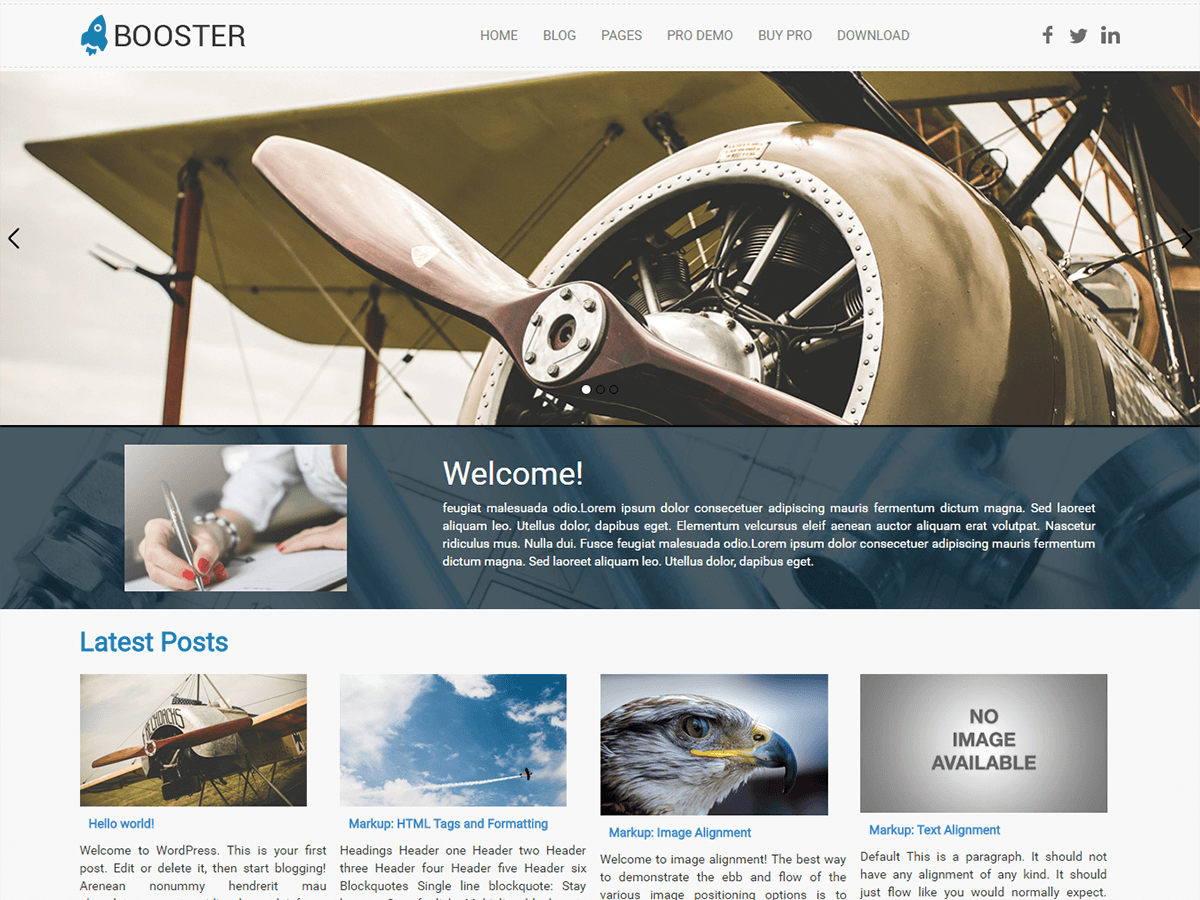 BOOSTER
HOME BLOG PAGES PRO DEMO BUY PRO DOWNLOAD
Welcome!
feugiat malesuada odio.Lorem ipsum dolor consecetuer adipiscing mauris fermentum dictum magna. Sed laoreet
aliquam leo. Utellus dolor, dapibus eget. Elementum velcursus eleif aenean auctor aliquam erat volutpat. Nascetur
ridiculus mus. Nulla dui. Fusce feugiat malesuada odio.Lorem ipsum dolor consecetuer adipiscing mauris fermentum
dictum magna. Sed laoreet aliquam leo. Utellus dolor, dapibus eget.
Latest Posts
Hello world!
Welcome to WordPress. This is your first
post. Edit or delete it, then start blogging!
Arenean nonummy hendrerit mau
Markup: HTML Tags and Formatting
Headings Header one Header two Header
three Header four Header five Header six
Blockquotes Single line blockquote: Stay
Markup: Image Alignment
Welcome to image alignment! The best way
to demonstrate the ebb and flow of the
various image positioning options is to
NO
IMAGE
AVAILABLE
Markup: Text Alignment
Default This is a paragraph. It should not
have any alignment of any kind. It should
just flow like you would normally expect.